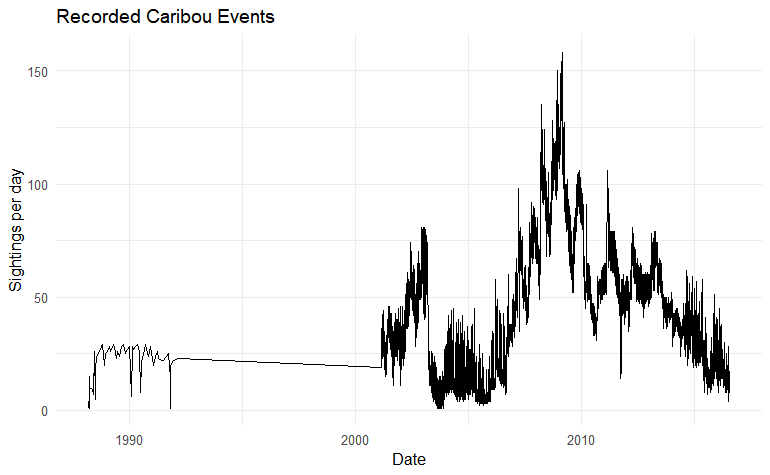 Recorded Caribou Events
150
100
50
0
Sightings per day
1990 2000 2010
Date